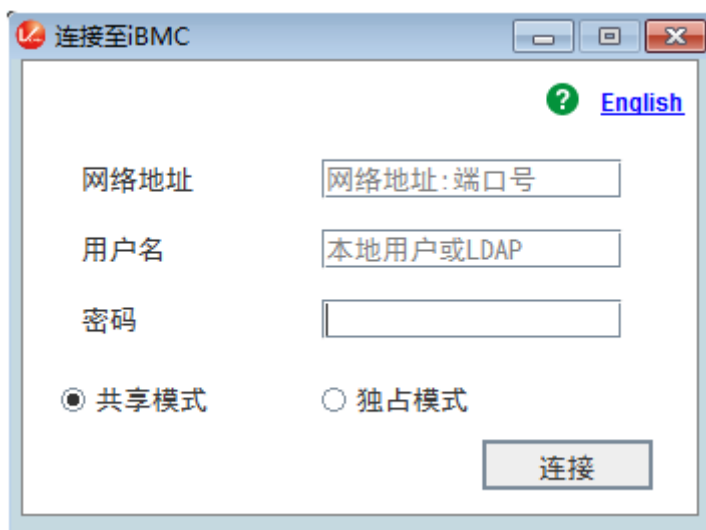 连接至iBMC
English
网络地址 网络地址:端口号
用户名 本地用户或LDAP
密码
共享模式 独占模式
连接